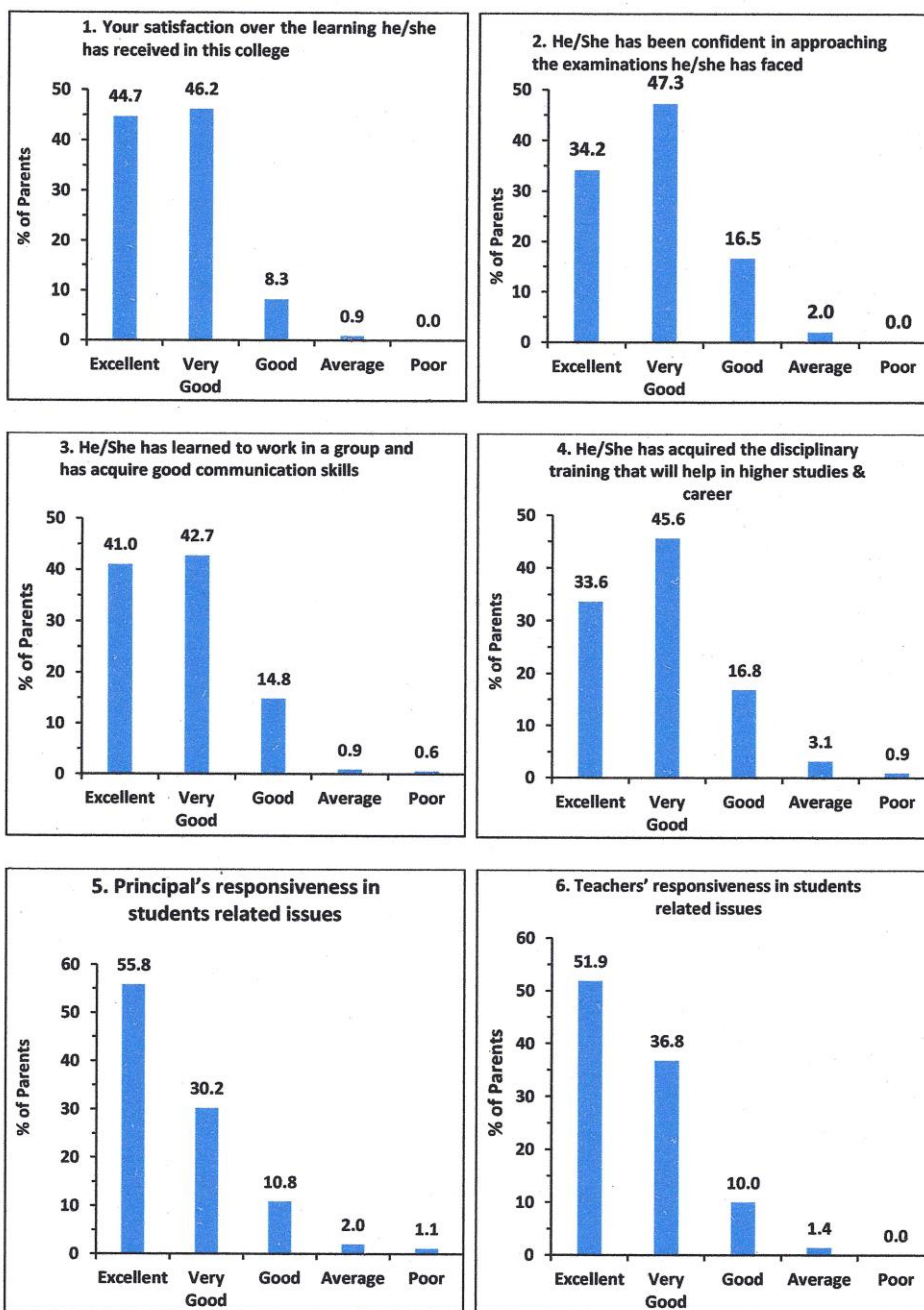 1. Your satisfaction over the learning he/she
has received in this college
% of Parents
50
40
30
20
10
0
44.7
46.2
8.3
0.9
0.0
Excellent
Very
Good
Good
Average
Poor
2. He/She has been confident in approaching
the examinations he/she has faced
% of Parents
50
40
30
20
10
0
34.2
47.3
16.5
2.0
0.0
Excellent
Very
Good
Good
Average
Poor
3. He/She has learned to work in a group and
has acquire good communication skills
% of Parents
50
40
30
20
10
0
41.0
42.7
14.8
0.9
0.6
Excellent
Very
Good
Good
Average
Poor
4. He/She has acquired the disciplinary
training that will help in higher studies &
career
% of Parents
50
40
30
20
10
0
33.6
45.6
16.8
3.1
0.9
Excellent
Very
Good
Good
Average
Poor
5. Principal's responsiveness in
students related issues
% of Parents
60
50
40
30
20
10
0
55.8
30.2
10.8
2.0
1.1
Excellent
Very
Good
Good
Average
Poor
6. Teachers' responsiveness in students
related issues
% of Parents
60
50
40
30
20
10
0
51.9
36.8
10.0
1.4
0.0
Excellent
Very
Good
Good
Average
Poor